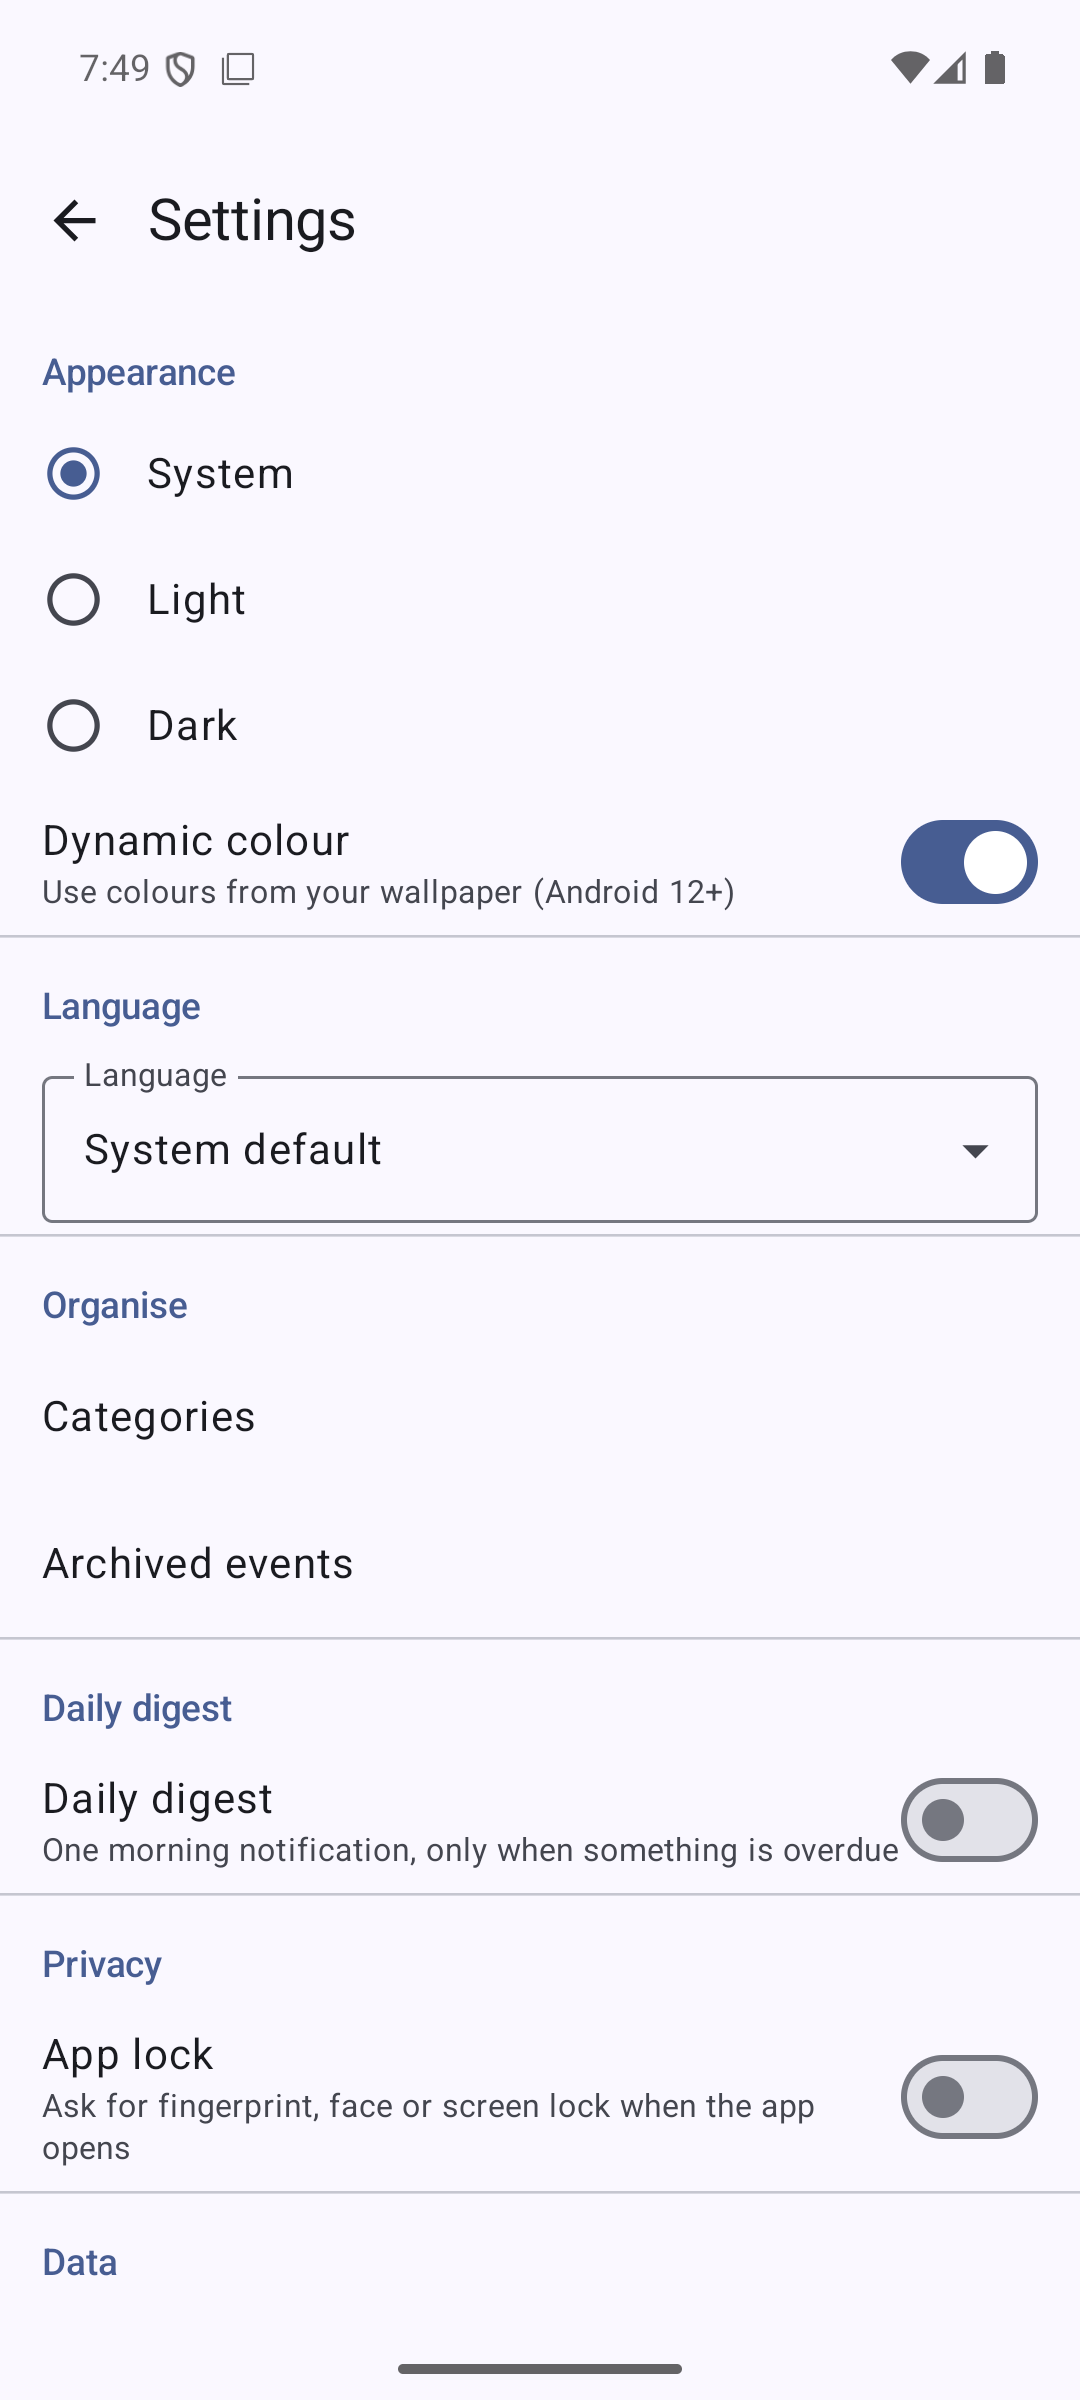 7:49
Settings
Appearance
System
Light
Dark
Dynamic colour
Use colours from your wallpaper (Android 12+)
Language
Language
System default
Organise
Categories
Archived events
Daily digest
Daily digest
One morning notification, only when something is overdue
Privacy
App lock
Ask for fingerprint, face or screen lock when the app
opens
Data